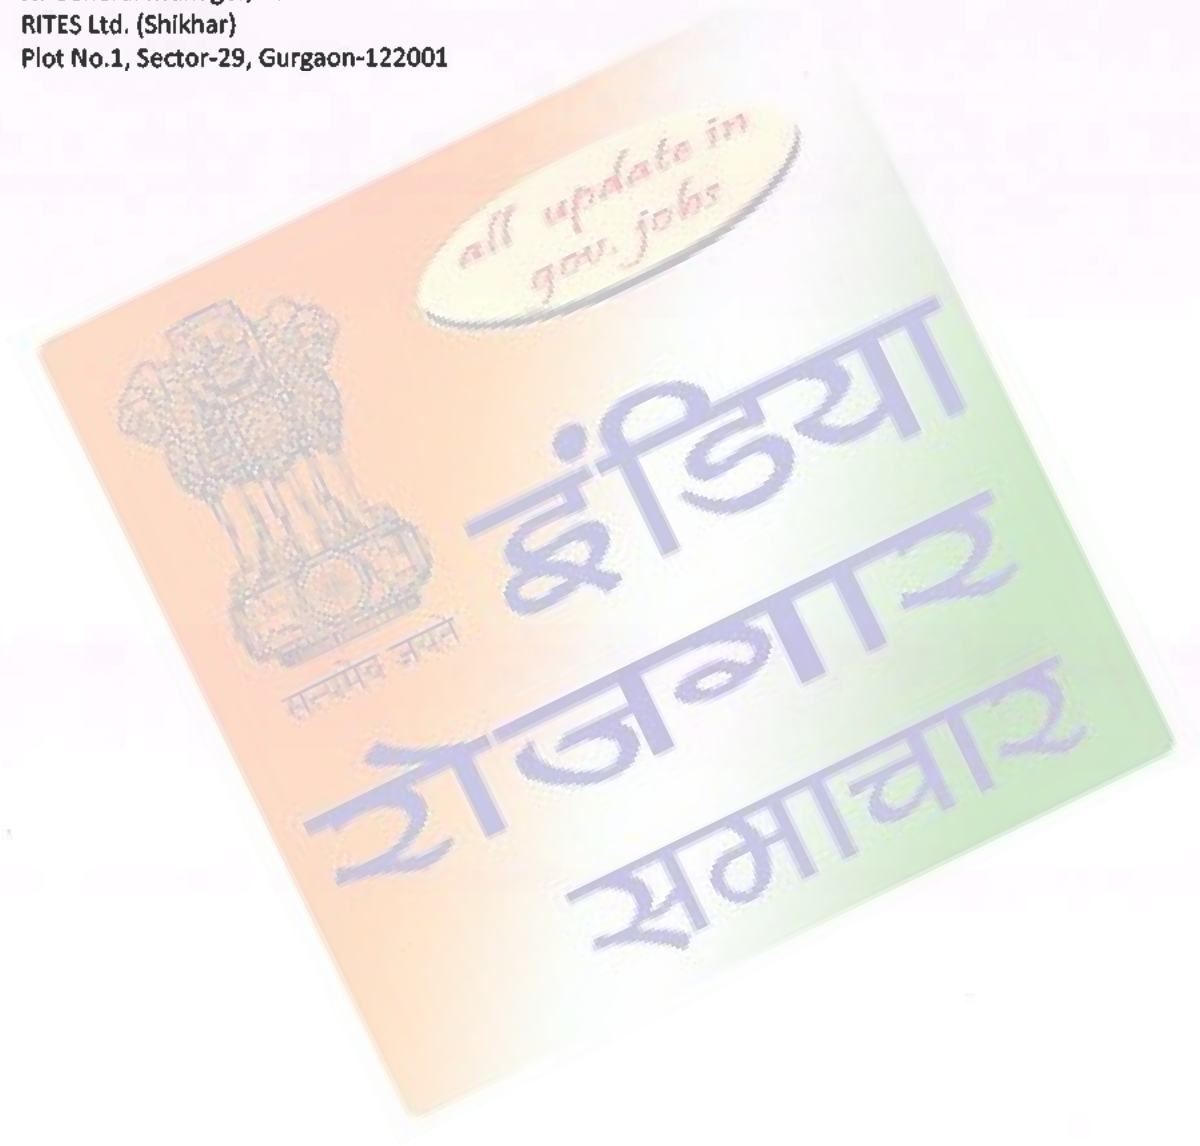 RITES Ltd. (Shikhar)
Plot No.1, Sector-29, Gurgaon-122001
all update in
gov. jobs
इंडिया
रोजगार
समाचार
सत्यमेव जयते